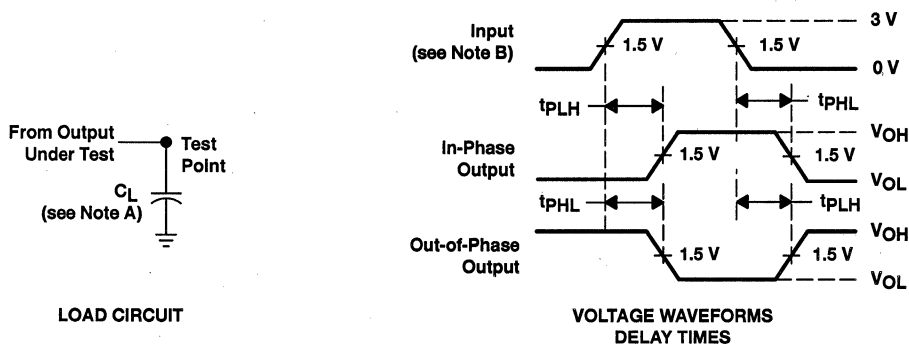 From Output
Under Test
Test
Point
CL
(see Note A)
LOAD CIRCUIT
Input
(see Note B)
1.5 V
1.5 V
3 V
0 V
tPLH
tPHL
In-Phase
Output
1.5 V
1.5 V
VOH
VOL
tPHL
tPLH
Out-of-Phase
Output
1.5 V
1.5 V
VOH
VOL
VOLTAGE WAVEFORMS
DELAY TIMES